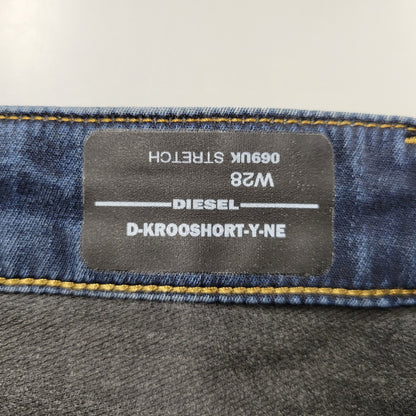 069UK STRETCH
W28
DIESEL
D-KROOSHORT-Y-NE